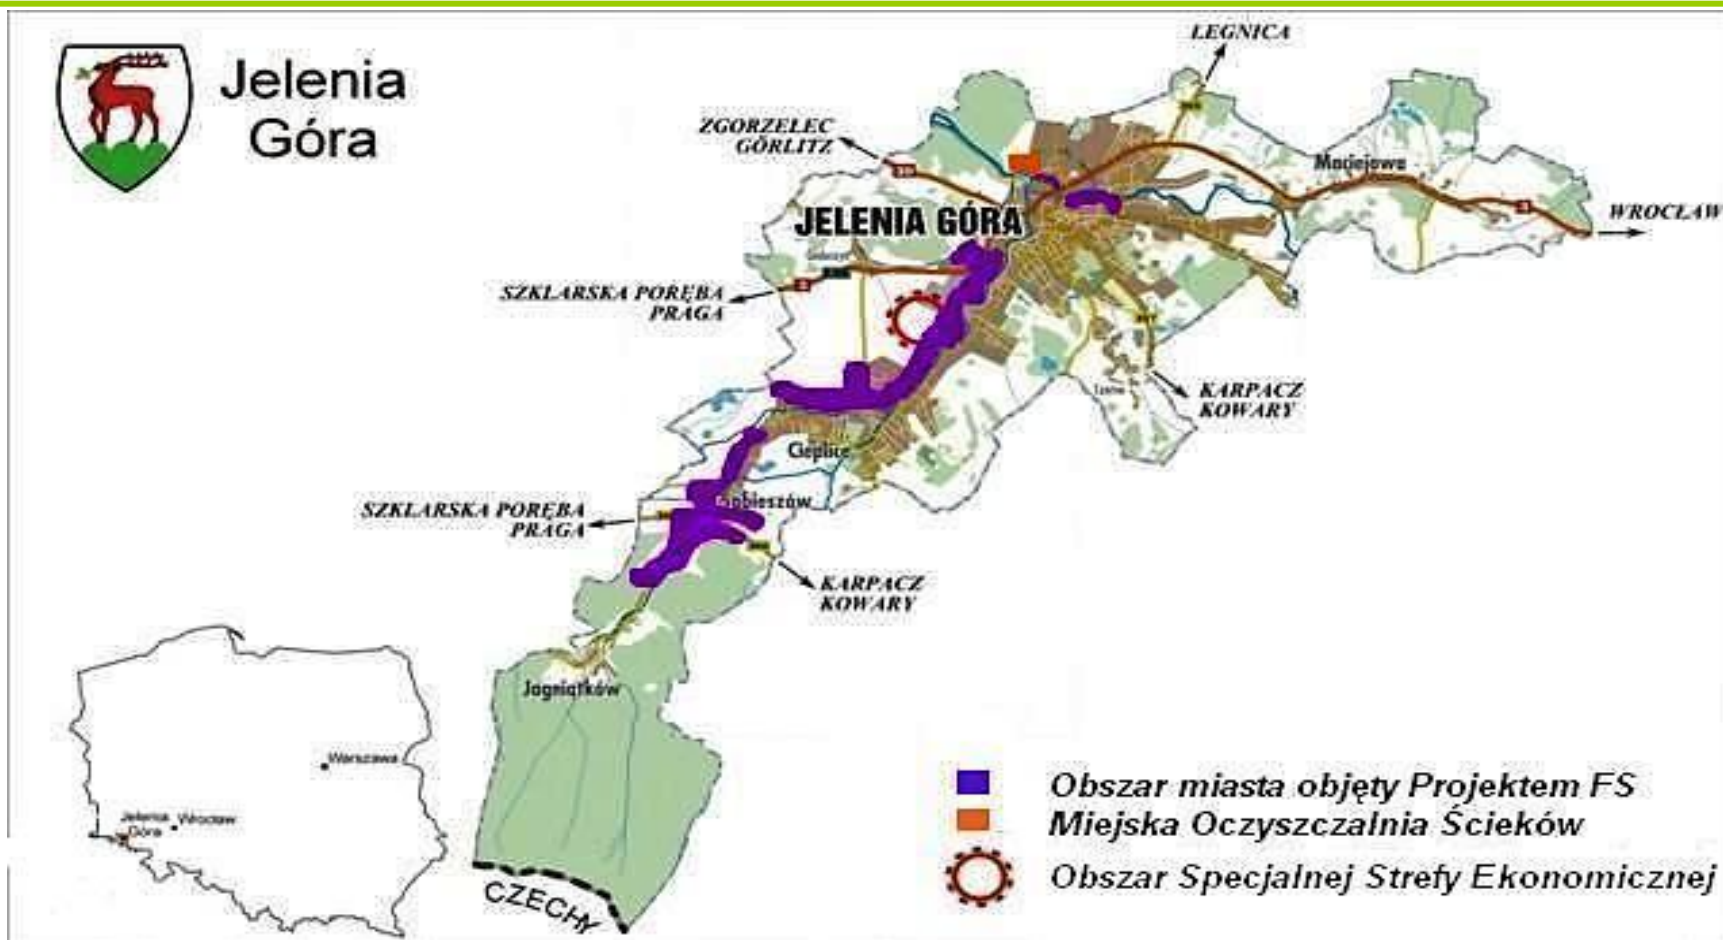 Jelenia
Góra
LEGNICA
ZGORZELEC
GÖRLITZ
Maciejowa
WROCŁAW
JELENIA GÓRA
SZKLARSKA PORĘBA
PRAGA
KARPACZ
KOWARY
Cieplice
Sobieszów
SZKLARSKA PORĘBA
PRAGA
KARPACZ
KOWARY
Jagniątków
CZECHY
Warszawa
Jelenia
Góra
Wrocław
Obszar miasta objęty Projektem FS
Miejska Oczyszczalnia Ścieków
Obszar Specjalnej Strefy Ekonomicznej